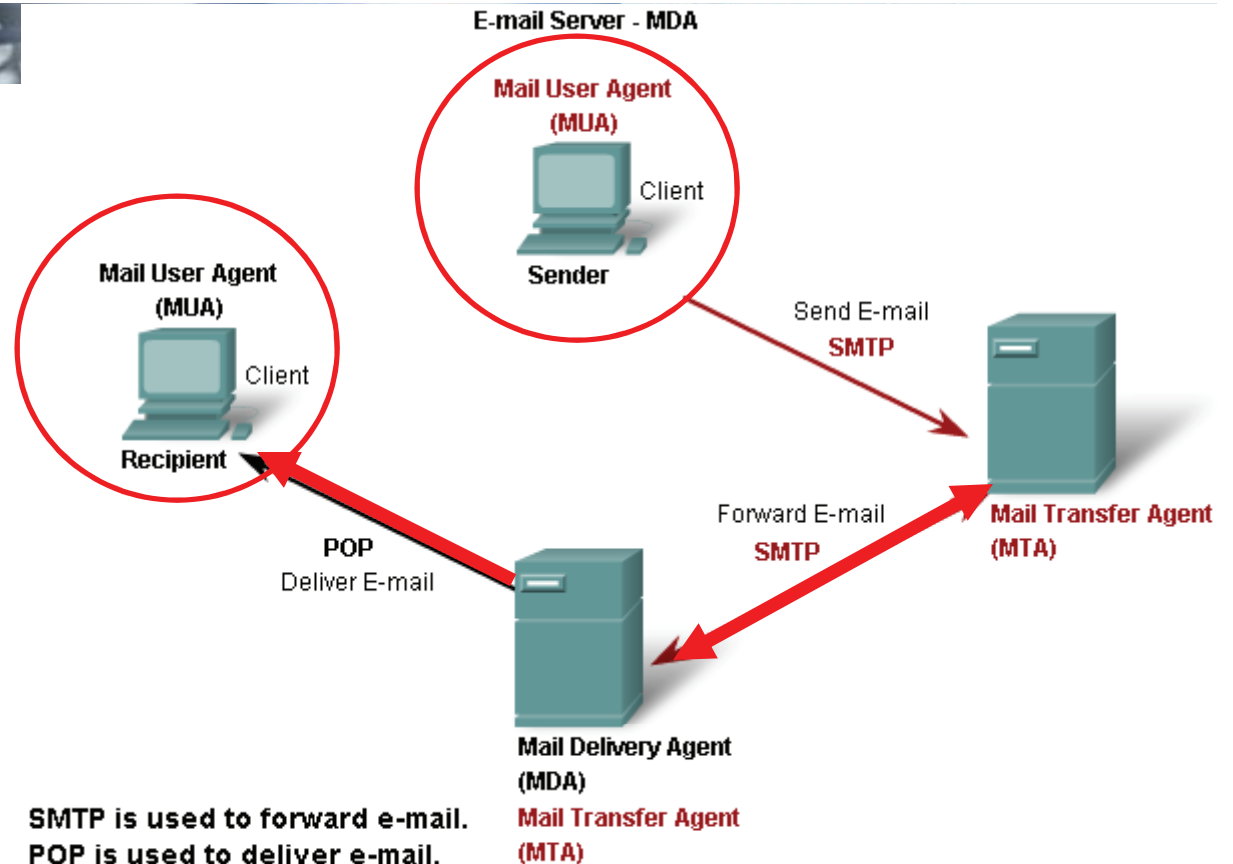 E-mail Server - MDA
Mail User Agent
(MUA)
Client
Sender
Mail User Agent
(MUA)
Client
Recipient
Send E-mail
SMTP
Forward E-mail
SMTP
Mail Transfer Agent
(MTA)
POP
Deliver E-mail
Mail Delivery Agent
(MDA)
Mail Transfer Agent
(MTA)
SMTP is used to forward e-mail.
POP is used to deliver e-mail.